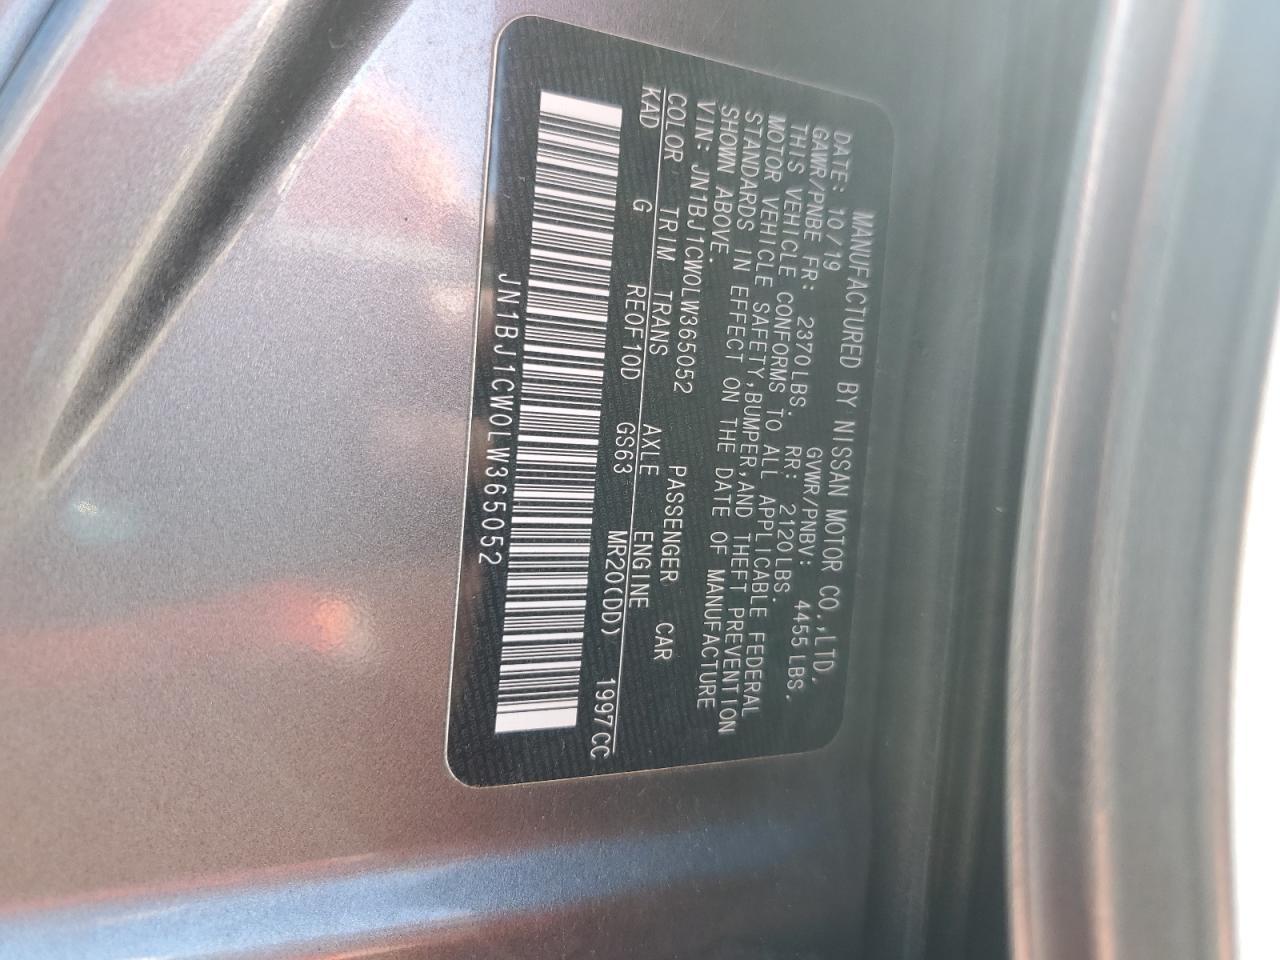 MANUFACTURED BY NISSAN MOTOR CO.,LTD.
DATE: 10/19 GVWR/PNBV: 4455LBS.
GAWR/PNBE FR: 2370LBS. RR: 2120LBS.
THIS VEHICLE CONFORMS TO ALL APPLICABLE FEDERAL
MOTOR VEHICLE SAFETY,BUMPER,AND THEFT PREVENTION
STANDARDS IN EFFECT ON THE DATE OF MANUFACTURE
SHOWN ABOVE.
VIN: JN1BJ1CW0LW365052 PASSENGER CAR
COLOR TRIM TRANS AXLE ENGINE
KAD G RE0F10D GS63 MR20(DD) 1997CC
JN1BJ1CW0LW365052